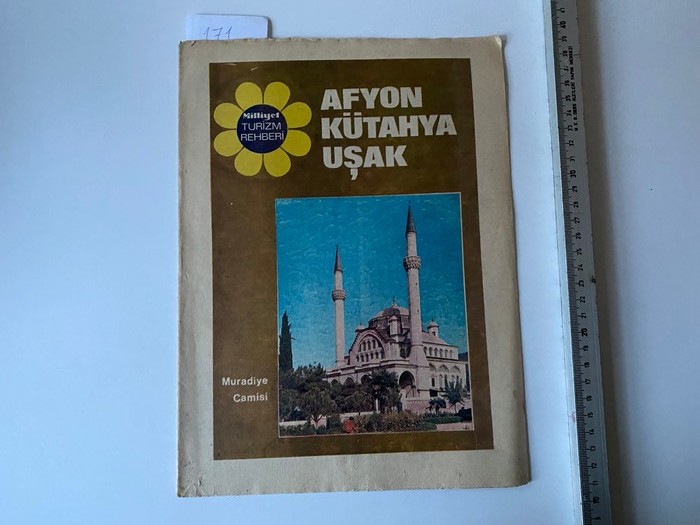 171
Milliyet
TURİZM
REHBERİ
AFYON
KÜTAHYA
UŞAK
Muradiye
Camisi